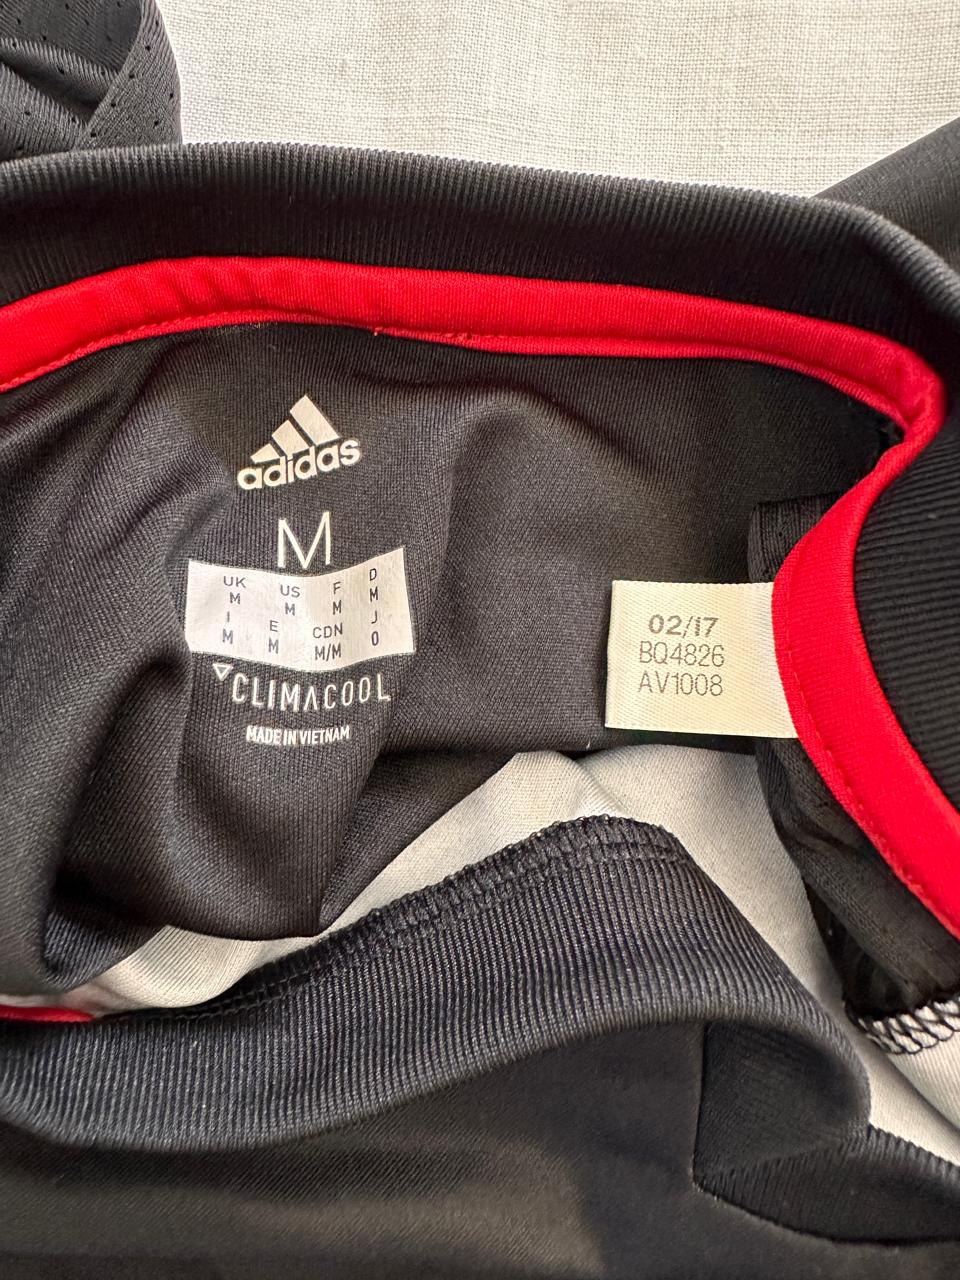 adidas
M
UK US F D
M M M M
I E CDN J
M M M/M O
CLIMACOOL
MADE IN VIETNAM
02/17
BQ4826
AV1008